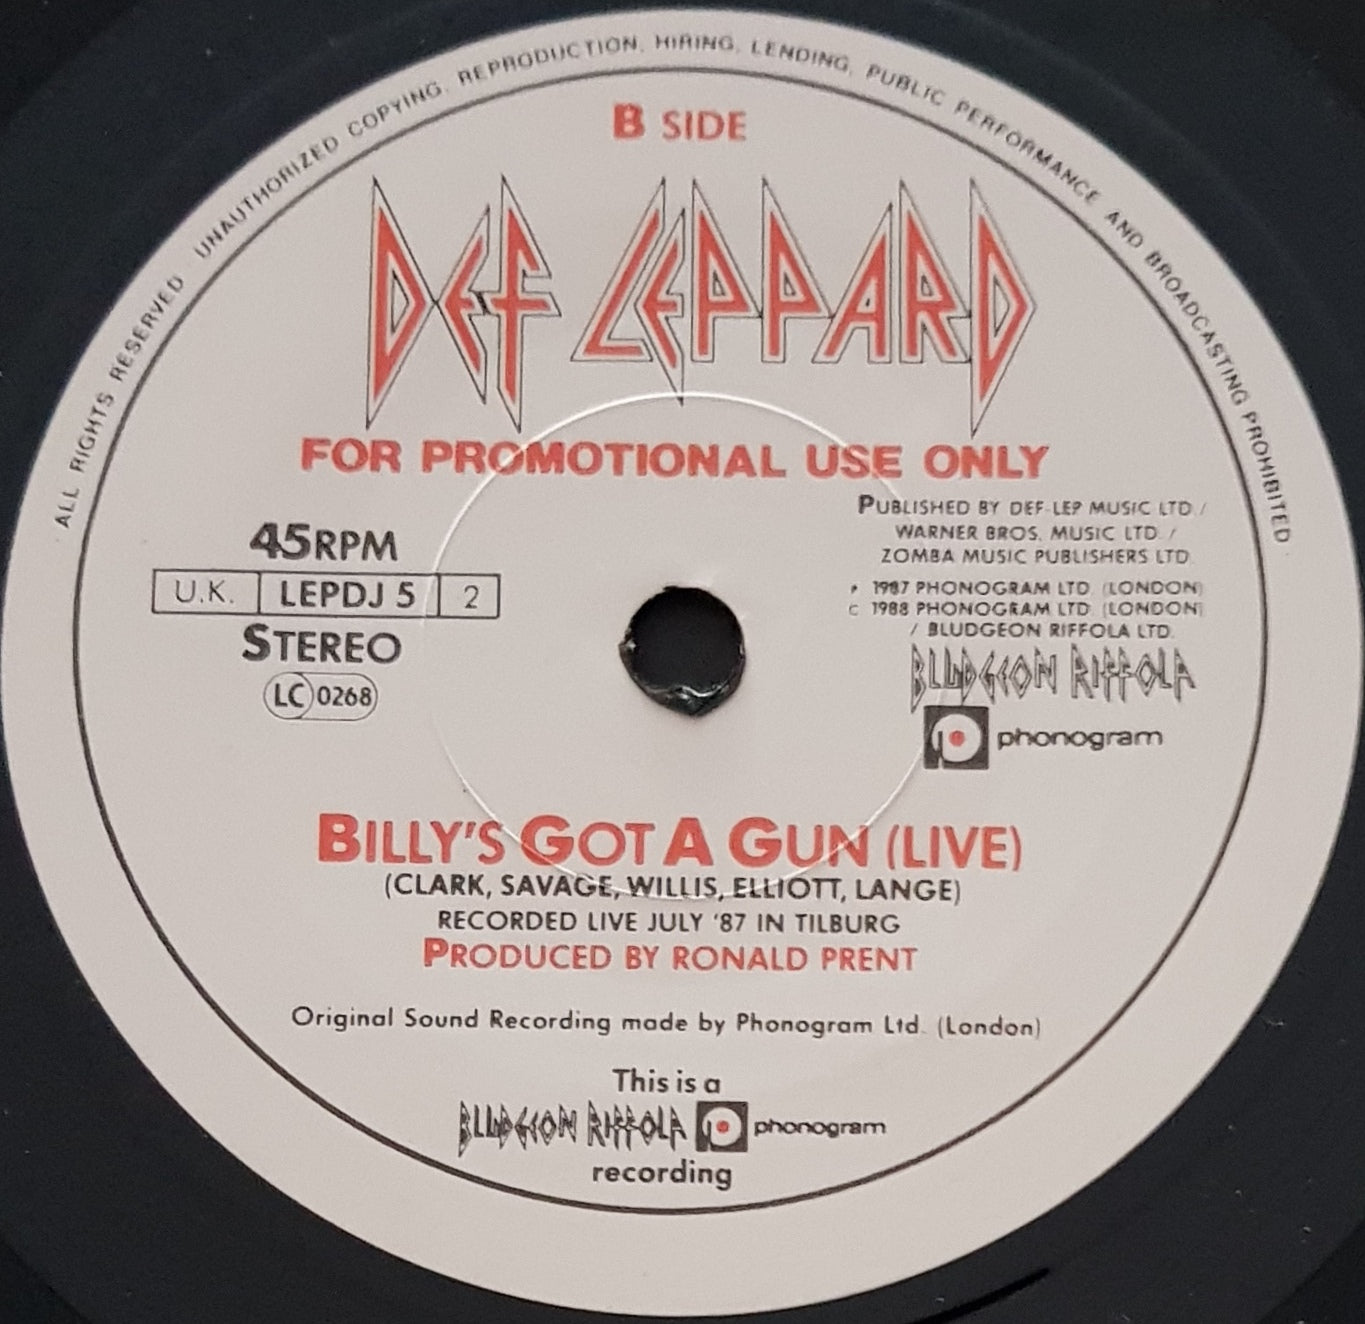 ALL RIGHTS RESERVED UNAUTHORIZED COPYING, REPRODUCTION, HIRING, LENDING, PUBLIC PERFORMANCE AND BROADCASTING PROHIBITED
B SIDE
DEF LEPPARD
FOR PROMOTIONAL USE ONLY
PUBLISHED BY DEF-LEP MUSIC LTD /
WARNER BROS. MUSIC LTD /
ZOMBA MUSIC PUBLISHERS LTD
45RPM
U.K. LEPDJ 5 2
STEREO
LC 0268
P 1987 PHONOGRAM LTD. (LONDON)
C 1988 PHONOGRAM LTD. (LONDON)
/ BLUDGEON RIFFOLA LTD.
BLUDGEON RIFFOLA
phonogram
BILLY'S GOT A GUN (LIVE)
(CLARK, SAVAGE, WILLIS, ELLIOTT, LANGE)
RECORDED LIVE JULY '87 IN TILBURG
PRODUCED BY RONALD PRENT
Original Sound Recording made by Phonogram Ltd. (London)
This is a
BLUDGEON RIFFOLA phonogram
recording